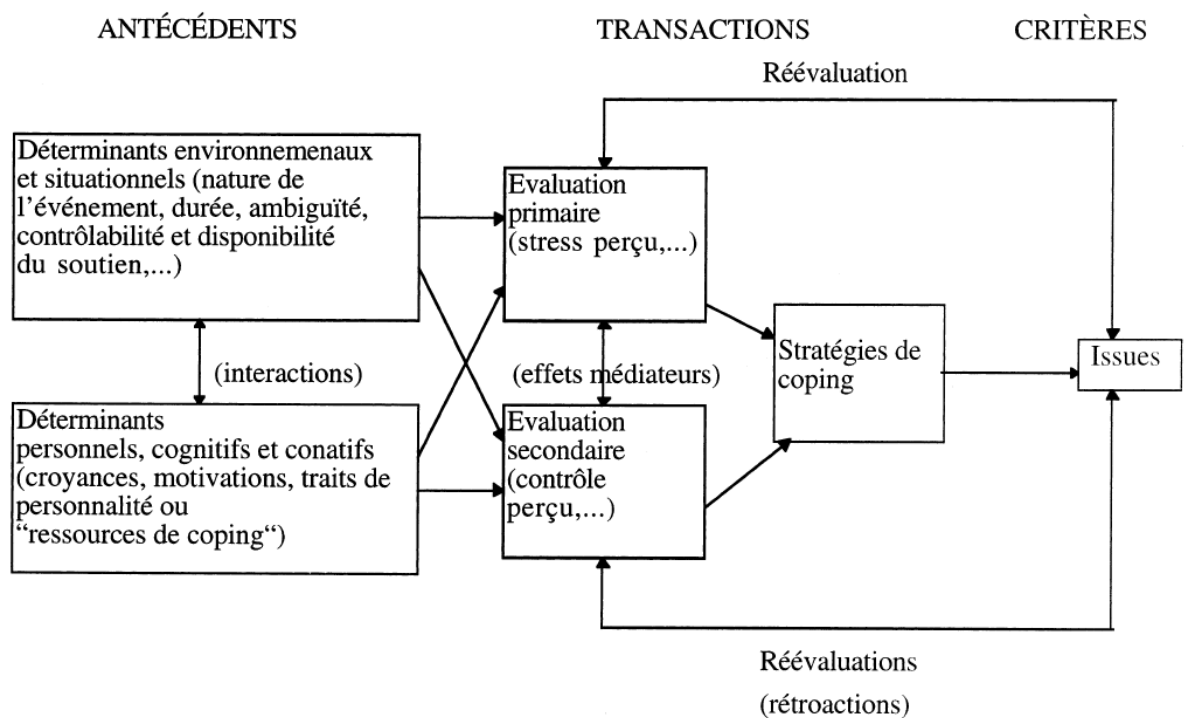 ANTÉCÉDENTS
TRANSACTIONS
CRITÈRES
Réévaluation
Déterminants environnemenaux
et situationnels (nature de
l’événement, durée, ambiguïté,
contrôlabilité et disponibilité
du soutien,...)
Evaluation
primaire
(stress perçu,...)
(interactions)
(effets médiateurs)
Stratégies de
coping
Issues
Déterminants
personnels, cognitifs et conatifs
(croyances, motivations, traits de
personnalité ou
“ressources de coping“)
Evaluation
secondaire
(contrôle
perçu,...)
Réévaluations
(rétroactions)